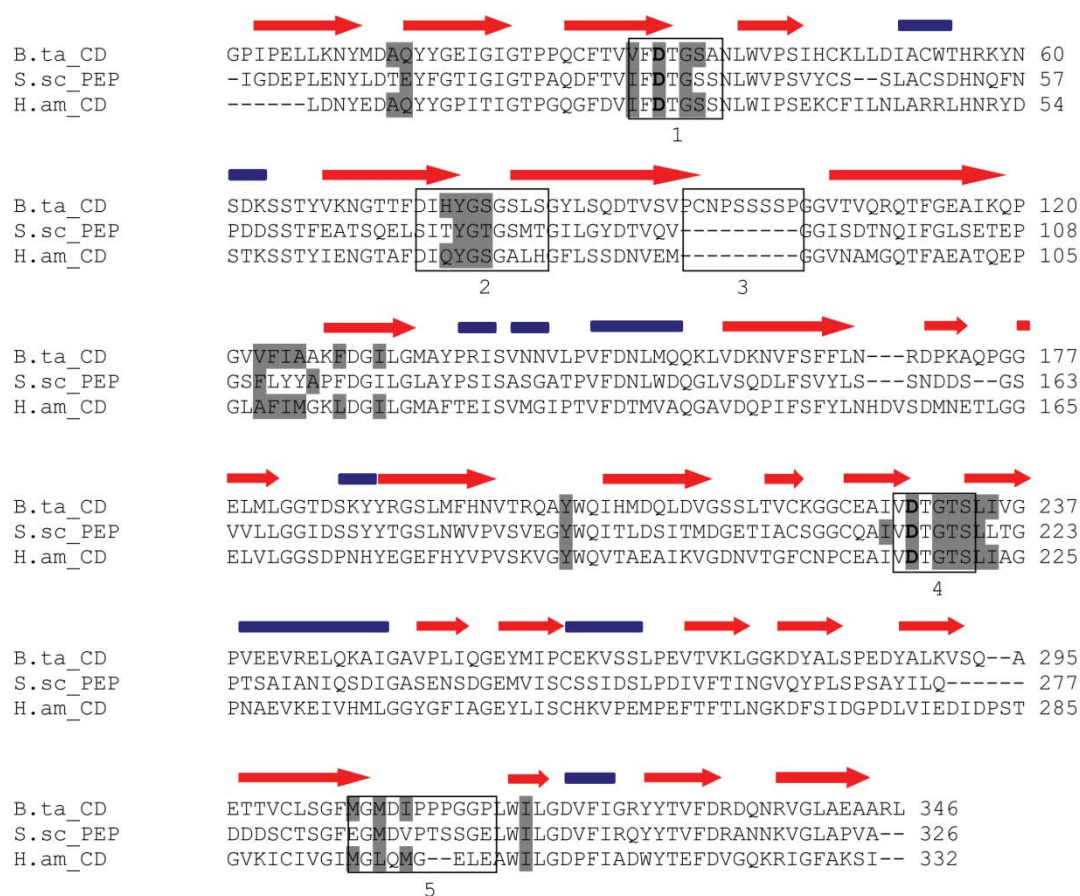 B.ta_CD GPIPELLKNYMDAQYYGEIGIGTPPQCFTVVFDTGSANLWVPSIHCKLLDIACWTHRKYN 60
S.sc_PEP -IGDEPLENYLDTEYFGTIGIGTPAQDFTVIFDTGSSNLWVPSVYCS--SLACSDHNQFN 57
H.am_CD ------LDNYEDAQYYGPITIGTPGQGFDVIFDTGSSNLWIPSEKCFILNLARRLHNRYD 54
1
B.ta_CD SDKSSTYVKNGTTFDIHYGSGSLSGYLSQDTVSVPCNPSSSSPGGVTVQRQTFGEAIKQP 120
S.sc_PEP PDDSSTFEATSQELSITYGTGSMTGILGYDTVQV---------GGISDTNQIFGLSETEP 108
H.am_CD STKSSTYIENGTAFDIQYGSGALHGFLSSDNVEM---------GGVNAMGQTFAEATQEP 105
2 3
B.ta_CD GVVFIAAKFDGILGMAYPRISVNNVLPVFDNLMQQKLVDKNVFSFFLN---RDPKAQPGG 177
S.sc_PEP GSFLYYAPFDGILGLAYPSISASGATPVFDNLWDQGLVSQDLFSVYLS---SNDDS--GS 163
H.am_CD GLAFIMGKLDGILGMAFTEISVMGIPTVFDTMVAQGAVDQPIFSFYLNHDVSDMNETLGG 165
B.ta_CD ELMLGGTDSKYYRGSLMFHNVTRQAYWQIHMDQLDVGSSLTVCKGGCEAIVDTGTSLIVG 237
S.sc_PEP VVLLGGIDSSYYTGSLNWVPVSVEGYWQITLDSITMDGETIACSGGCQAIVDTGTSLLTG 223
H.am_CD ELVLGGSDPNHYEGEFHYVPVSKVGYWQVTAEAIKVGDNVTGFCNPCEAIVDTGTSLIAG 225
4
B.ta_CD PVEEVRELQKAIGAVPLIQGEYMIPCEKVSSLPEVTVKLGGKDYALSPEDYALKVSQ--A 295
S.sc_PEP PTSAIANIQSDIGASENSDGEMVISCSSIDSLPDIVFTINGVQYPLSPSAYILQ------ 277
H.am_CD PNAEVKEIVHMLGGYGFIAGEYLISCHKVPEMPEFTFTLNGKDFSIDGPDLVIEDIDPST 285
B.ta_CD ETTVCLSGFMGMDIPPPGGPLWILGDVFIGRYYTVFDRDQNRVGLAEAARL 346
S.sc_PEP DDDSCTSGFEGMDVPTSSGELWILGDVFIRQYYTVFDRANNKVGLAPVA-- 326
H.am_CD GVKICIVGIMGLQMG--ELEAWILGDPFIADWYTEFDVGQKRIGFAKSI-- 332
5